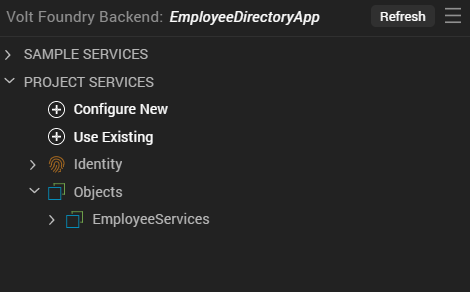 Volt Foundry Backend: EmployeeDirectoryApp Refresh
SAMPLE SERVICES
PROJECT SERVICES
Configure New
Use Existing
Identity
Objects
EmployeeServices